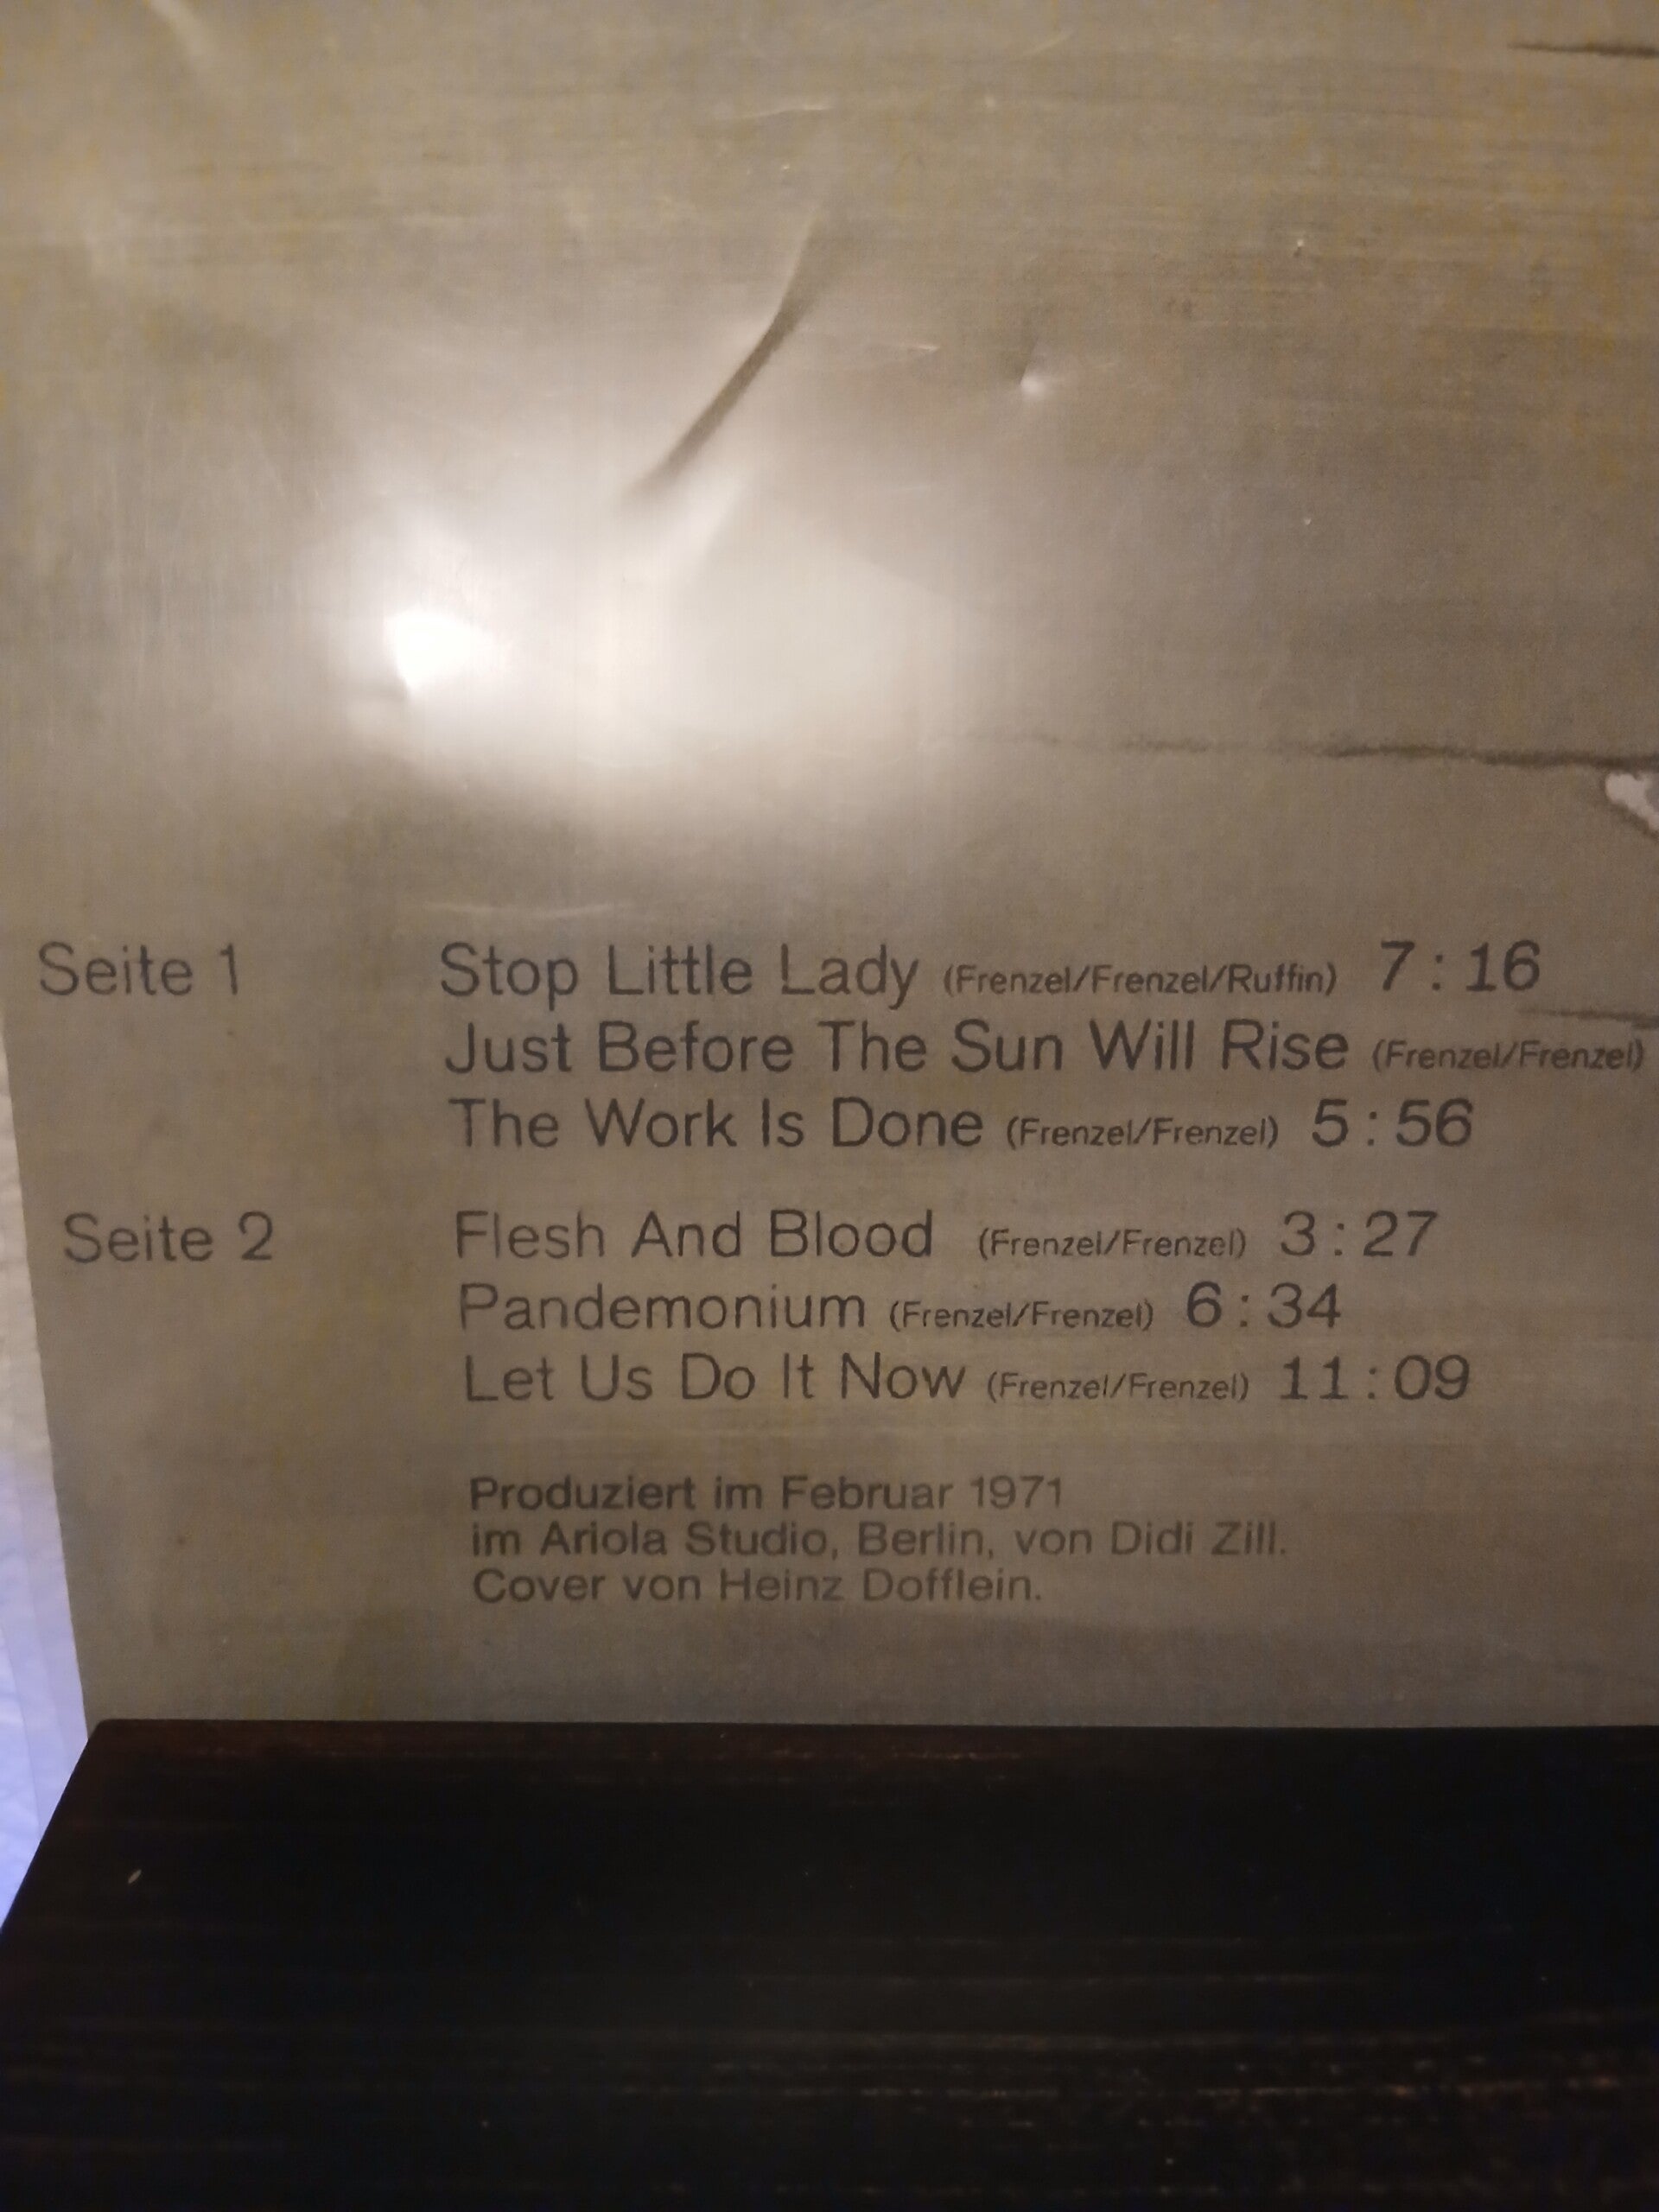 Seite 1 Stop Little Lady (Frenzel/Frenzel/Ruffin) 7:16
Just Before The Sun Will Rise (Frenzel/Frenzel)
The Work Is Done (Frenzel/Frenzel) 5:56
Seite 2 Flesh And Blood (Frenzel/Frenzel) 3:27
Pandemonium (Frenzel/Frenzel) 6:34
Let Us Do It Now (Frenzel/Frenzel) 11:09
Produziert im Februar 1971
im Ariola Studio, Berlin, von Didi Zill.
Cover von Heinz Dofflein.